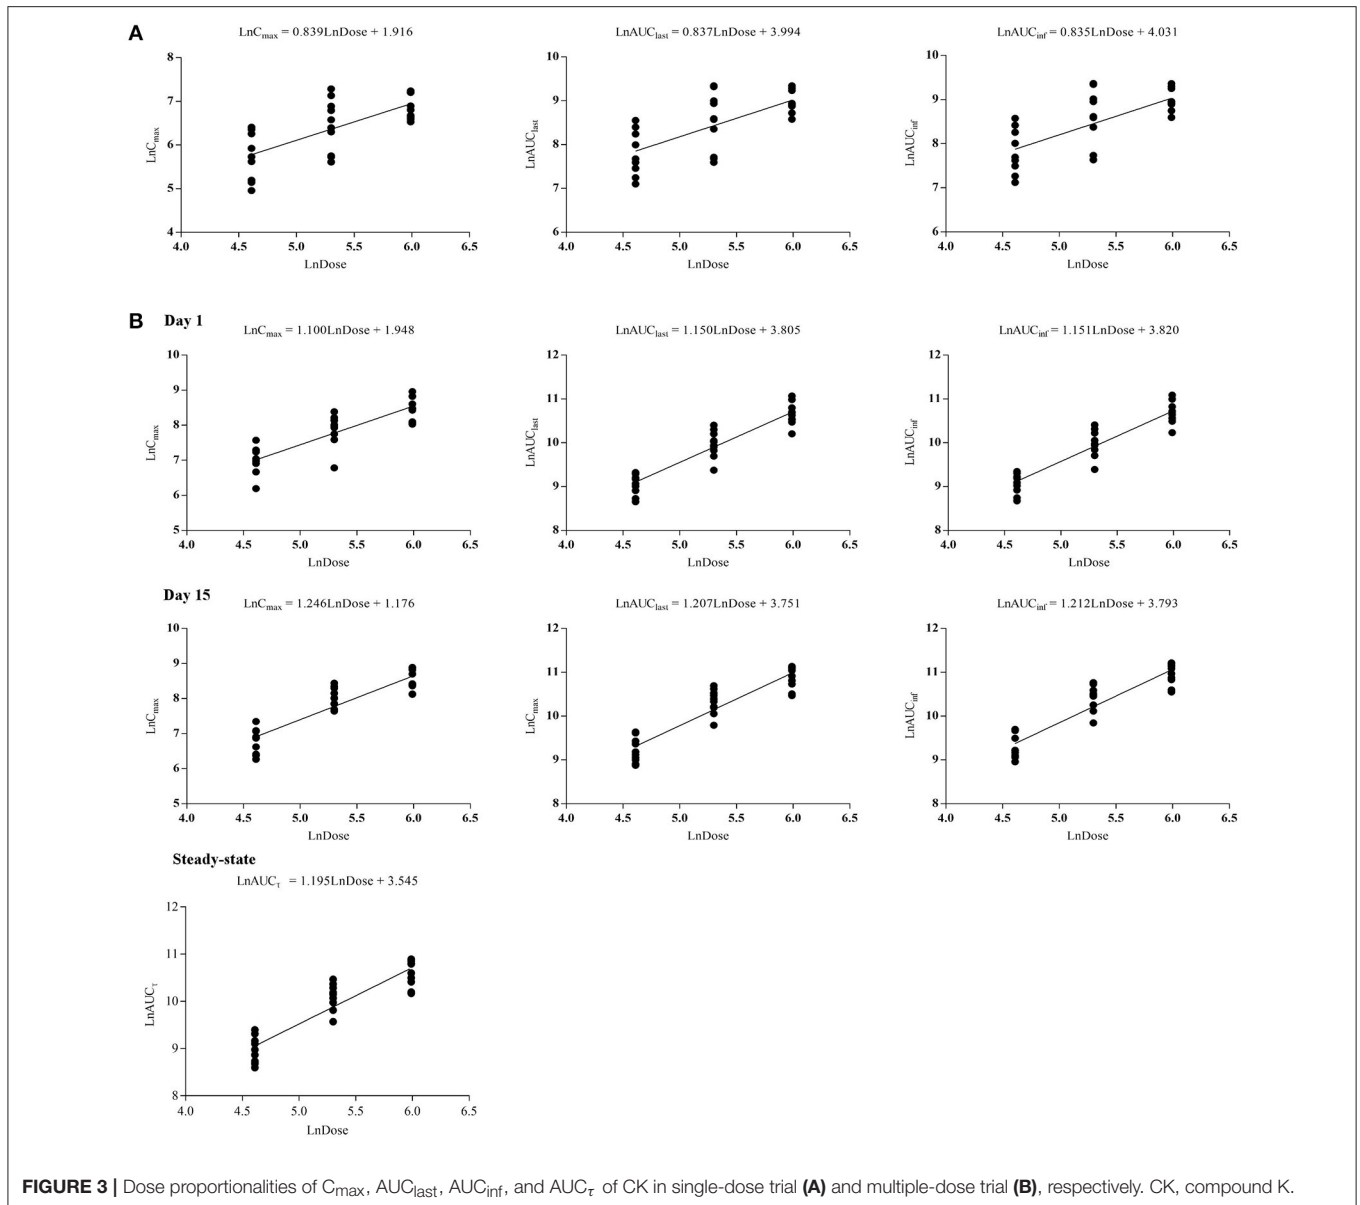 A
LnCmax = 0.839LnDose + 1.916
LnAUClast = 0.837LnDose + 3.994
LnAUCinf = 0.835LnDose + 4.031
8
7
6
5
4
LnCmax
4.0 4.5 5.0 5.5 6.0 6.5
LnDose
10
9
8
7
6
LnAUClast
4.0 4.5 5.0 5.5 6.0 6.5
LnDose
10
9
8
7
6
LnAUCinf
4.0 4.5 5.0 5.5 6.0 6.5
LnDose
B Day 1
LnCmax = 1.100LnDose + 1.948
LnAUClast = 1.150LnDose + 3.805
LnAUCinf = 1.151LnDose + 3.820
10
9
8
7
6
5
LnCmax
4.0 4.5 5.0 5.5 6.0 6.5
LnDose
12
11
10
9
8
LnAUClast
4.0 4.5 5.0 5.5 6.0 6.5
LnDose
12
11
10
9
8
LnAUCinf
4.0 4.5 5.0 5.5 6.0 6.5
LnDose
Day 15
LnCmax = 1.246LnDose + 1.176
LnAUClast = 1.207LnDose + 3.751
LnAUCinf = 1.212LnDose + 3.793
10
9
8
7
6
5
LnCmax
4.0 4.5 5.0 5.5 6.0 6.5
LnDose
12
11
10
9
8
LnCmax
4.0 4.5 5.0 5.5 6.0 6.5
LnDose
12
11
10
9
8
LnAUCinf
4.0 4.5 5.0 5.5 6.0 6.5
LnDose
Steady-state
LnAUCτ = 1.195LnDose + 3.545
12
11
10
9
8
LnAUCτ
4.0 4.5 5.0 5.5 6.0 6.5
LnDose
FIGURE 3 | Dose proportionalities of Cmax, AUClast, AUCinf, and AUCτ of CK in single-dose trial (A) and multiple-dose trial (B), respectively. CK, compound K.